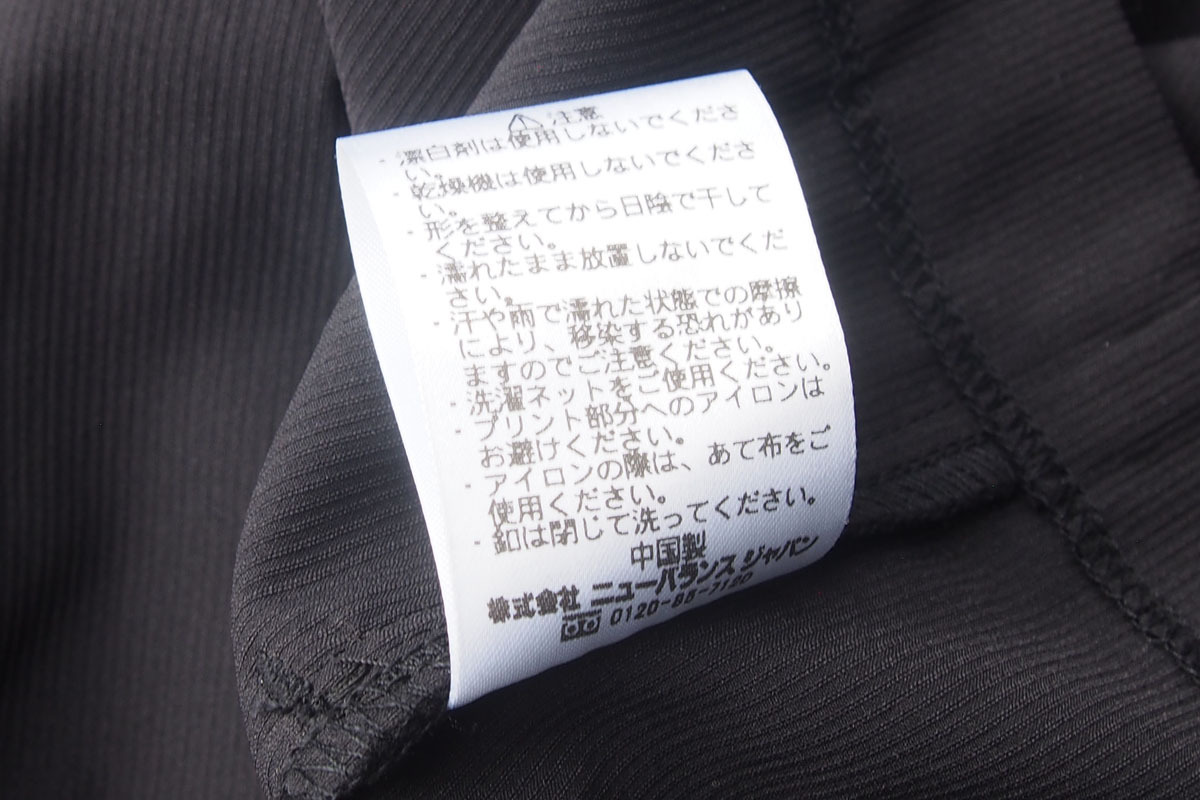 ⚠ 注意
・漂白剤は使用しないでくださ
い。
・乾燥機は使用しないでくださ
い。
・形を整えてから日陰で干して
ください。
・濡れたまま放置しないでくだ
さい。
・汗や雨で濡れた状態での摩擦
により、移染する恐れがあり
ますのでご注意ください。
・洗濯ネットをご使用ください。
・プリント部分へのアイロンは
お避けください。
・アイロンの際は、あて布をご
使用ください。
・釦は閉じて洗ってください。
中国製
株式会社 ニューバランス ジャパン
0120-85-7120